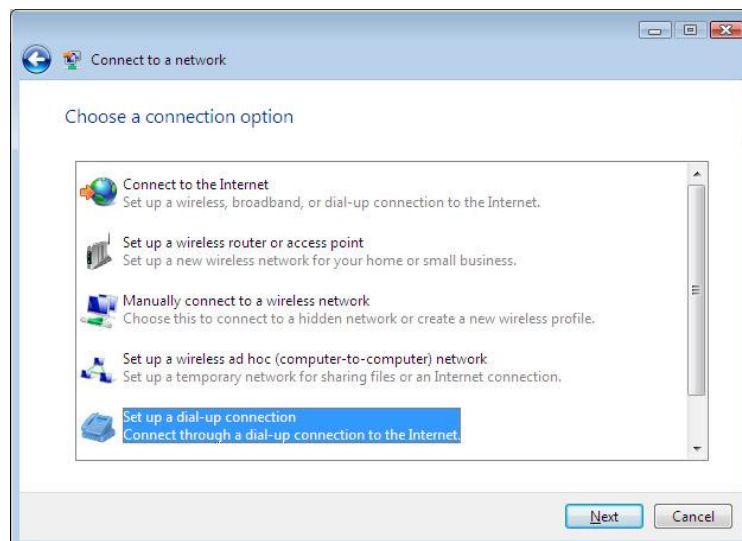 Connect to a network
Choose a connection option
Connect to the Internet
Set up a wireless, broadband, or dial-up connection to the Internet.
Set up a wireless router or access point
Set up a new wireless network for your home or small business.
Manually connect to a wireless network
Choose this to connect to a hidden network or create a new wireless profile.
Set up a wireless ad hoc (computer-to-computer) network
Set up a temporary network for sharing files or an Internet connection.
Set up a dial-up connection
Connect through a dial-up connection to the Internet.
Next Cancel